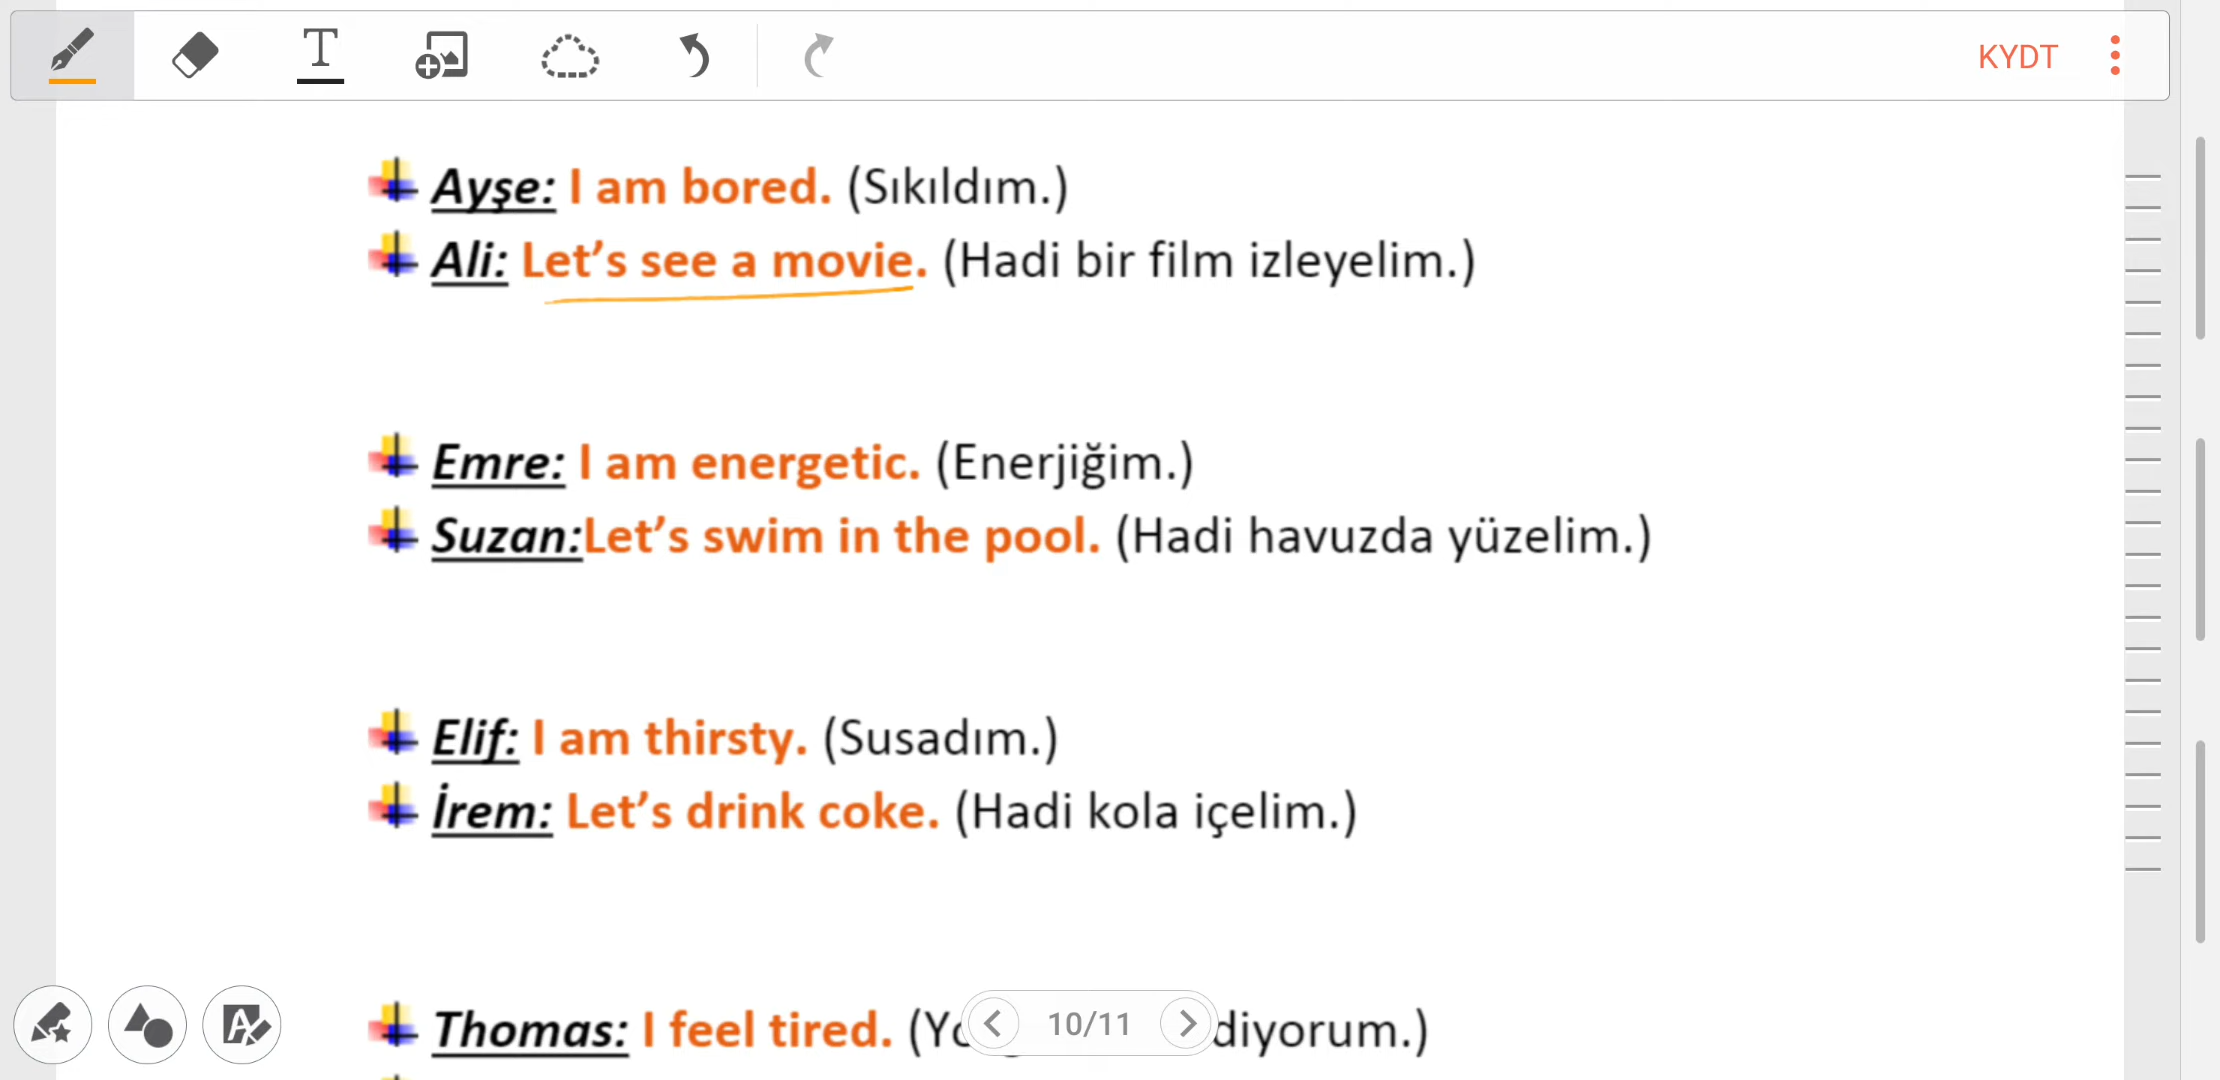 T
KYDT
Ayşe: I am bored. (Sıkıldım.)
Ali: Let's see a movie. (Hadi bir film izleyelim.)
Emre: I am energetic. (Enerjiğim.)
Suzan:Let's swim in the pool. (Hadi havuzda yüzelim.)
Elif: I am thirsty. (Susadım.)
İrem: Let's drink coke. (Hadi kola içelim.)
Thomas: I feel tired.
10/11